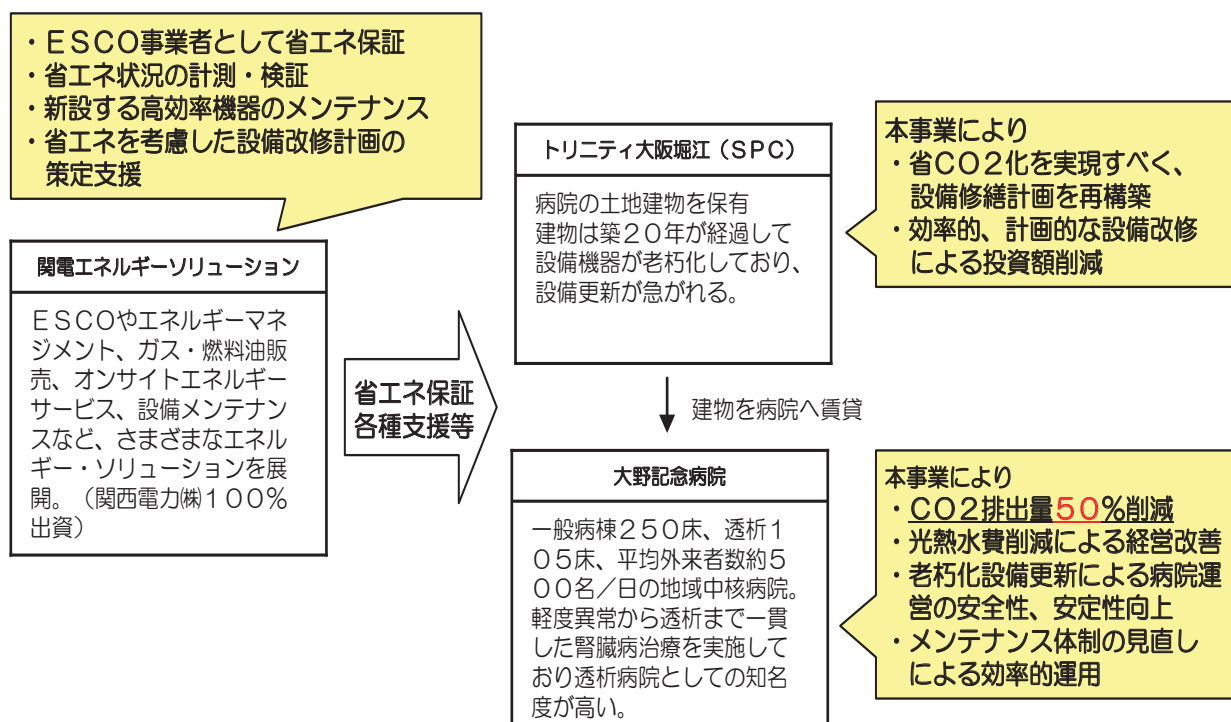 ・ＥＳＣＯ事業者として省エネ保証
・省エネ状況の計測・検証
・新設する高効率機器のメンテナンス
・省エネを考慮した設備改修計画の
策定支援
関電エネルギーソリューション
ＥＳＣＯやエネルギーマネ
ジメント、ガス・燃料油販
売、オンサイトエネルギー
サービス、設備メンテナン
スなど、さまざまなエネル
ギー・ソリューションを展
開。（関西電力㈱１００％
出資）
省エネ保証
各種支援等
トリニティ大阪堀江（ＳＰＣ）
病院の土地建物を保有
建物は築２０年が経過して
設備機器が老朽化しており、
設備更新が急がれる。
本事業により
・省ＣＯ２化を実現すべく、
設備修繕計画を再構築
・効率的、計画的な設備改修
による投資額削減
建物を病院へ賃貸
大野記念病院
一般病棟２５０床、透析１
０５床、平均外来者数約５
００名／日の地域中核病院。
軽度異常から透析まで一貫
した腎臓病治療を実施して
おり透析病院としての知名
度が高い。
本事業により
・ＣＯ２排出量５０％削減
・光熱水費削減による経営改善
・老朽化設備更新による病院運
営の安全性、安定性向上
・メンテナンス体制の見直し
による効率的運用